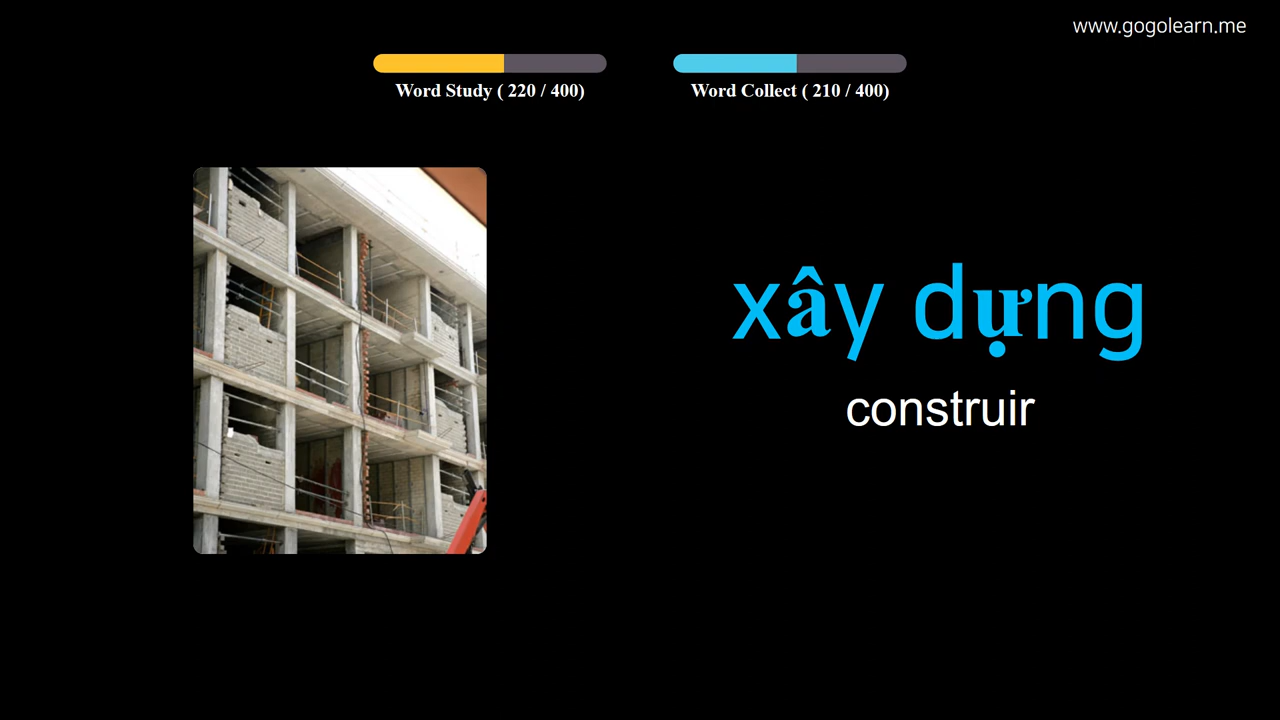 www.gogolearn.me
Word Study ( 220 / 400)
Word Collect ( 210 / 400)
xây dựng
construir